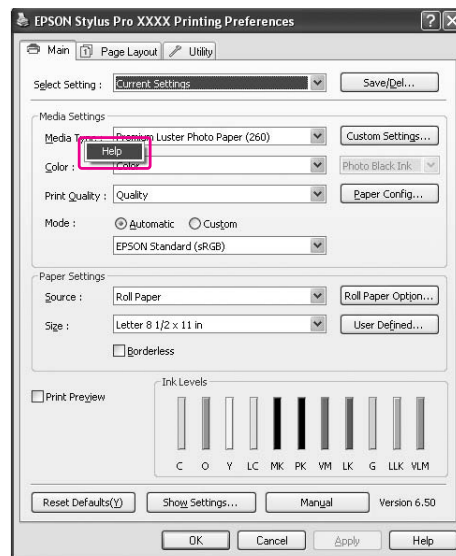 EPSON Stylus Pro XXXX Printing Preferences
Main Page Layout Utility
Select Setting : Current Settings Save/Del...
Media Settings
Media Type : Premium Luster Photo Paper (260) Custom Settings...
Help
Color : Color Photo Black Ink
Print Quality : Quality Paper Config...
Mode : Automatic Custom
EPSON Standard (sRGB)
Paper Settings
Source : Roll Paper Roll Paper Option...
Size : Letter 8 1/2 x 11 in User Defined...
Borderless
Print Preview
Ink Levels
C O Y LC MK PK VM LK G LLK VLM
Reset Defaults(Y) Show Settings... Manual Version 6.50
OK Cancel Apply Help